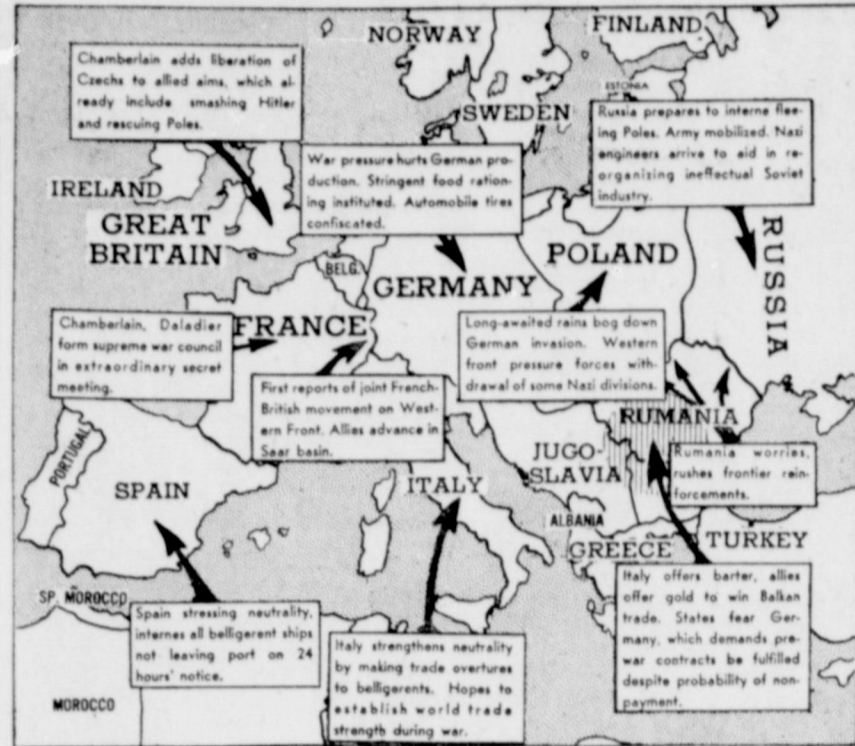 NORWAY
FINLAND
Chamberlain adds liberation of
Czechs to allied aims, which al-
ready include smashing Hitler
and rescuing Poles.
ESTONIA
SWEDEN
Russia prepares to interne flee-
ing Poles. Army mobilized. Nazi
engineers arrive to aid in re-
organizing ineffectual Soviet
industry.
War pressure hurts German pro-
duction. Stringent food ration-
ing instituted. Automobile tires
confiscated.
IRELAND
GREAT
BRITAIN
BELG.
GERMANY
POLAND
RUSSIA
Chamberlain, Daladier
form supreme war council
in extraordinary secret
meeting.
FRANCE
Long-awaited rains bog down
German invasion. Western
front pressure forces with-
drawal of some Nazi divisions.
First reports of joint French-
British movement on West-
ern Front. Allies advance in
Saar basin.
RUMANIA
Rumania worries,
rushes frontier rein-
forcements.
PORTUGAL
SPAIN
ITALY
JUGO-
SLAVIA
ALBANIA
GREECE
TURKEY
SP. MOROCCO
Spain stressing neutrality,
internes all belligerent ships
not leaving port on 24
hours' notice.
Italy strengthens neutrality
by making trade overtures
to belligerents. Hopes to
establish world trade
strength during war.
Italy offers barter, allies
offer gold to win Balkan
trade. States fear Ger-
many, which demands pre-
war contracts be fulfilled
despite probability of non-
payment.
MOROCCO